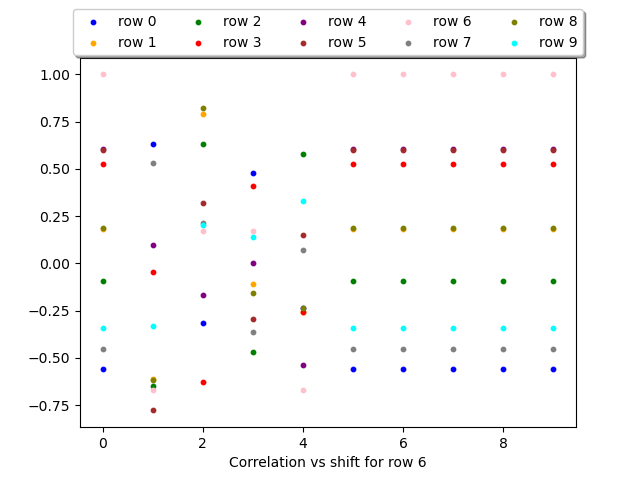 row 0 row 2 row 4 row 6 row 8
row 1 row 3 row 5 row 7 row 9
1.00
0.75
0.50
0.25
0.00
−0.25
−0.50
−0.75
0 2 4 6 8
Correlation vs shift for row 6